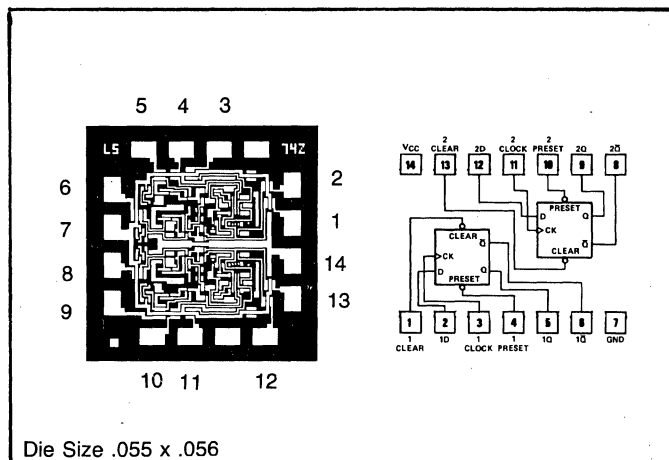 5 4 3
LS 74Z
6
2
7
1
8
14
9
13
10 11 12
VCC 2 CLEAR 2D 2 CLOCK 2 PRESET 2Q 2Q̅
14 13 12 11 10 9 8
PRESET
D Q
CK
Q̅
CLEAR
CLEAR
Q̅
CK
D Q
PRESET
1 2 3 4 5 6 7
1 CLEAR 1D 1 CLOCK 1 PRESET 1Q 1Q̅ GND
Die Size .055 x .056